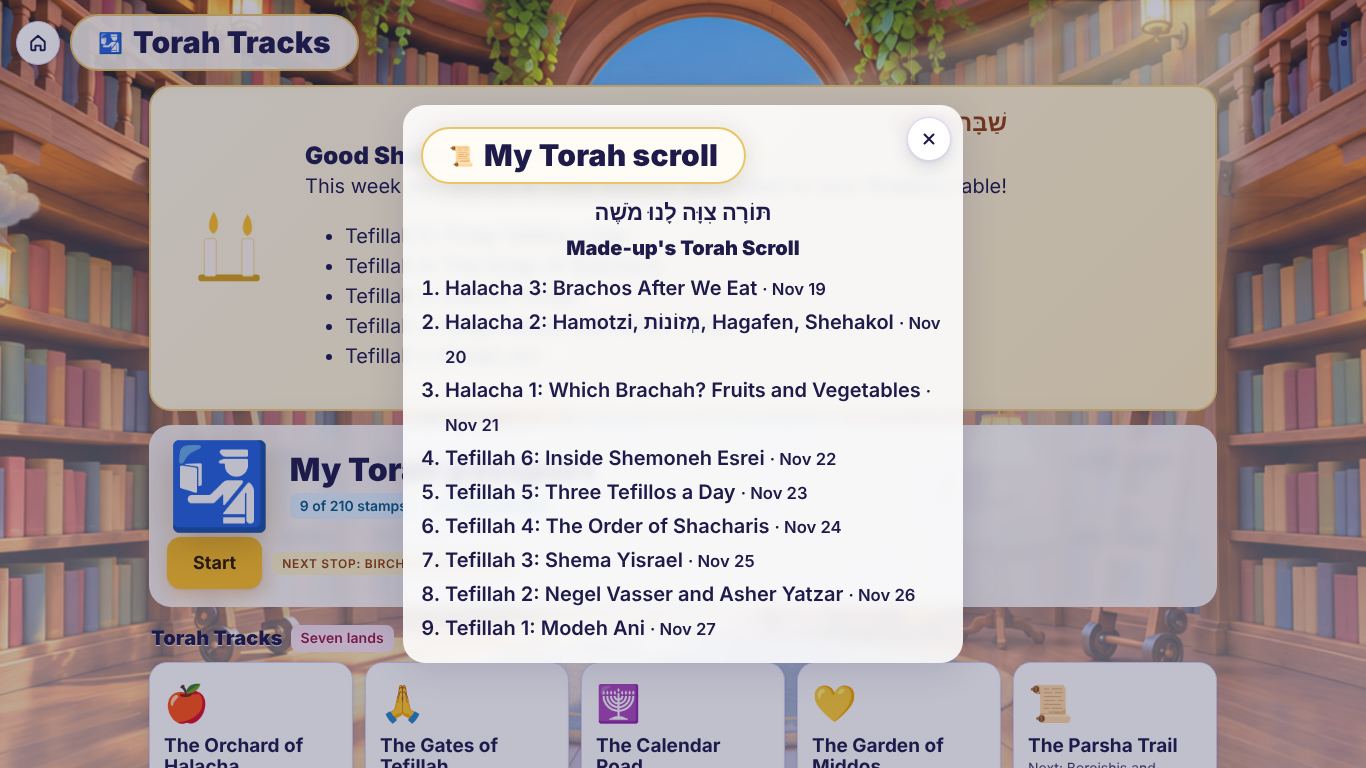 Torah Tracks
שַׁבָּת
Good Sh
This week
able!
Tefilla
Tefilla
Tefilla
Tefilla
Tefilla
📜 My Torah scroll
×
תּוֹרָה צִוָּה לָנוּ מֹשֶׁה
Made-up's Torah Scroll
1. Halacha 3: Brachos After We Eat · Nov 19
2. Halacha 2: Hamotzi, מְזוֹנוֹת, Hagafen, Shehakol · Nov
20
3. Halacha 1: Which Brachah? Fruits and Vegetables ·
Nov 21
4. Tefillah 6: Inside Shemoneh Esrei · Nov 22
5. Tefillah 5: Three Tefillos a Day · Nov 23
6. Tefillah 4: The Order of Shacharis · Nov 24
7. Tefillah 3: Shema Yisrael · Nov 25
8. Tefillah 2: Negel Vasser and Asher Yatzar · Nov 26
9. Tefillah 1: Modeh Ani · Nov 27
My Tor
9 of 210 stamps
Start
NEXT STOP: BIRCH
Torah Tracks
Seven lands
The Orchard of
Halacha
The Gates of
Tefillah
The Calendar
Road
The Garden of
Middos
The Parsha Trail
Next: Bereishis and